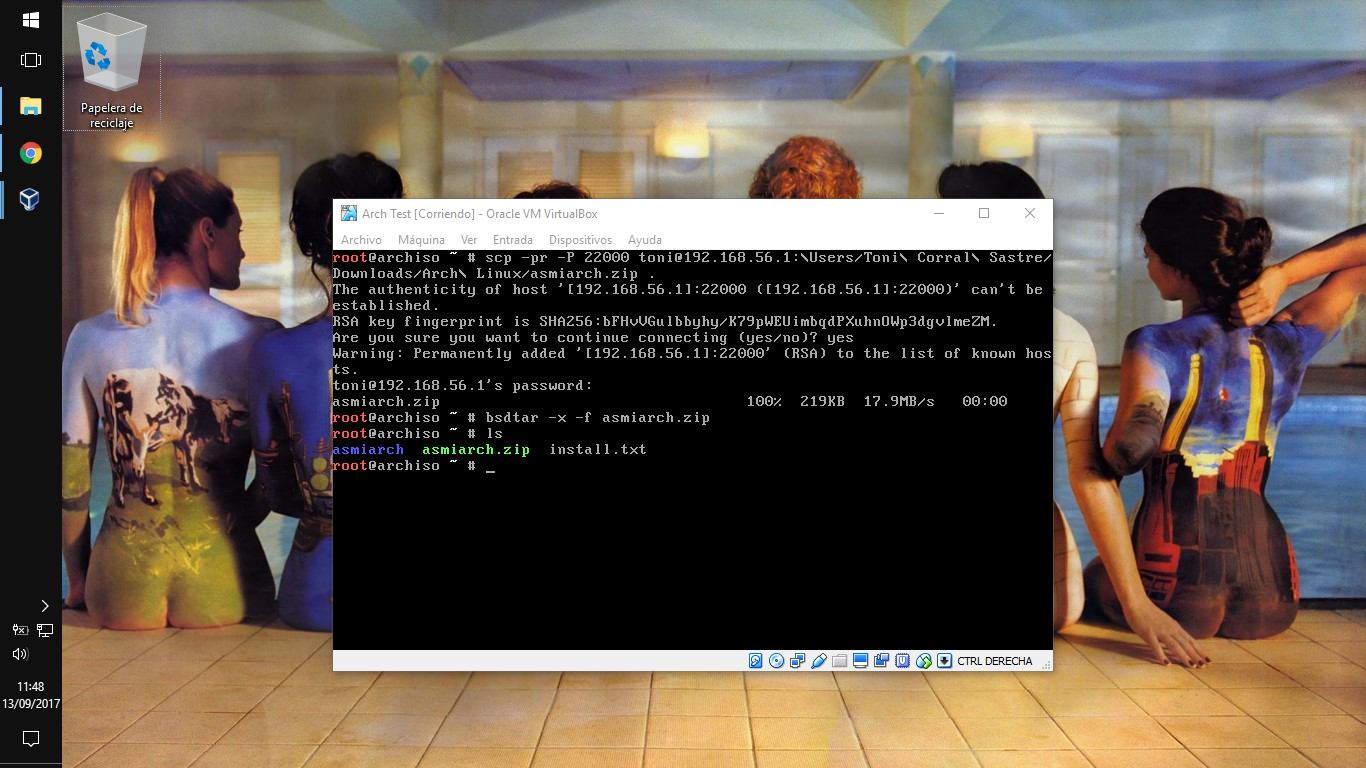 Papelera de
reciclaje
Arch Test [Corriendo] - Oracle VM VirtualBox
Archivo Máquina Ver Entrada Dispositivos Ayuda
root@archiso ~ # scp -pr -P 22000 toni@192.168.56.1:\Users/Toni\ Corral\ Sastre/
Downloads/Arch\ Linux/asmiarch.zip .
The authenticity of host '[192.168.56.1]:22000 ([192.168.56.1]:22000)' can't be
established.
RSA key fingerprint is SHA256:bFHvVGulbbyhy/K79pWEUimbqdPXuhnOWp3dgvlmeZM.
Are you sure you want to continue connecting (yes/no)? yes
Warning: Permanently added '[192.168.56.1]:22000' (RSA) to the list of known hos
ts.
toni@192.168.56.1's password:
asmiarch.zip 100% 219KB 17.9MB/s 00:00
root@archiso ~ # bsdtar -x -f asmiarch.zip
root@archiso ~ # ls
asmiarch asmiarch.zip install.txt
root@archiso ~ # _
CTRL DERECHA
11:48
13/09/2017